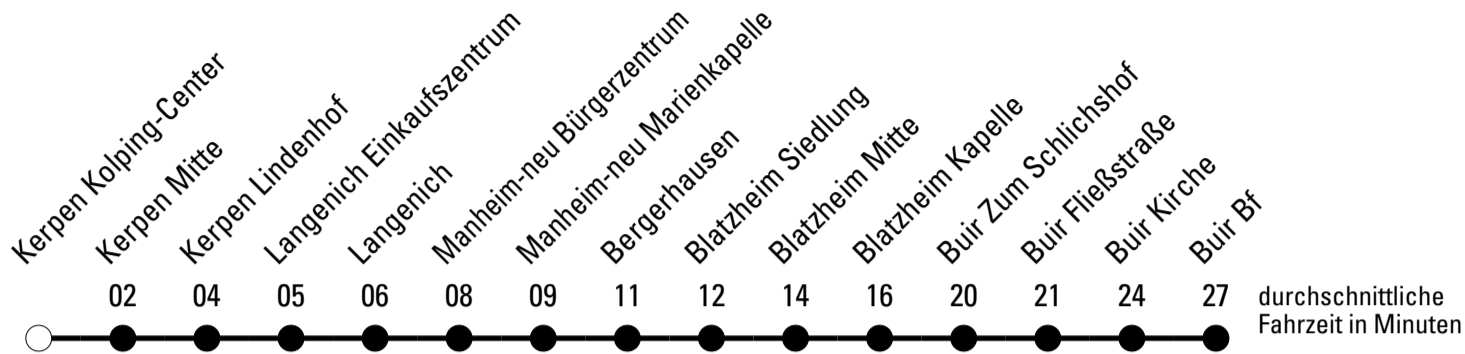 Kerpen Kolping-Center
Kerpen Mitte
Kerpen Lindenhof
Langenich Einkaufszentrum
Langenich
Manheim-neu Bürgerzentrum
Manheim-neu Marienkapelle
Bergerhausen
Blatzheim Siedlung
Blatzheim Mitte
Blatzheim Kapelle
Buir Zum Schlichshof
Buir Fließstraße
Buir Kirche
Buir Bf
02 04 05 06 08 09 11 12 14 16 20 21 24 27
durchschnittliche
Fahrzeit in Minuten